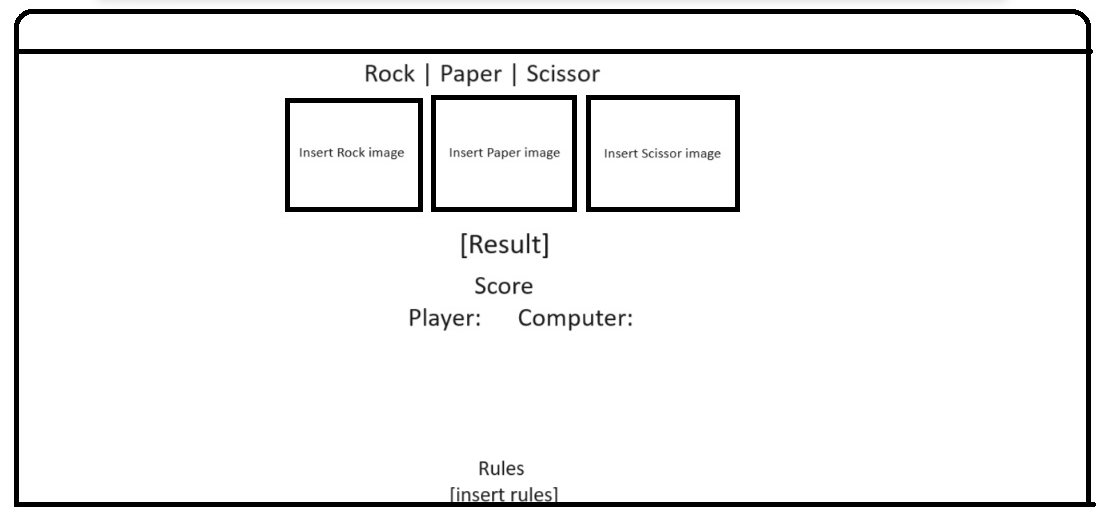 Rock | Paper | Scissor
Insert Rock image
Insert Paper image
Insert Scissor image
[Result]
Score
Player: Computer:
Rules
[insert rules]